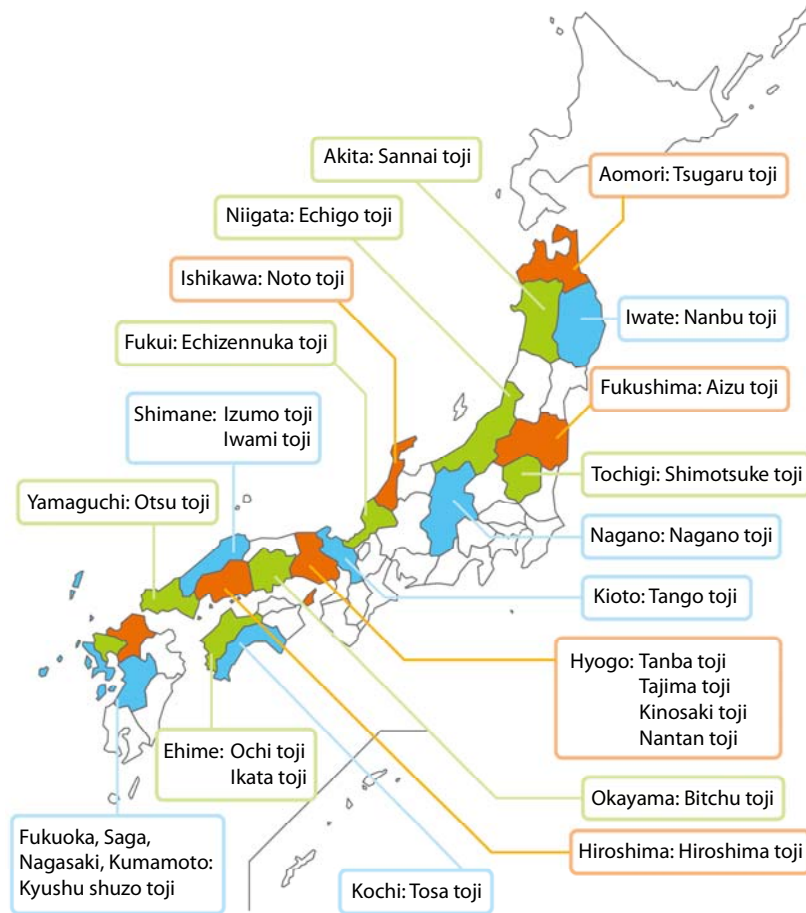 Akita: Sannai toji
Aomori: Tsugaru toji
Niigata: Echigo toji
Ishikawa: Noto toji
Iwate: Nanbu toji
Fukui: Echizennuka toji
Fukushima: Aizu toji
Shimane: Izumo toji
Iwami toji
Tochigi: Shimotsuke toji
Yamaguchi: Otsu toji
Nagano: Nagano toji
Kioto: Tango toji
Hyogo: Tanba toji
Tajima toji
Kinosaki toji
Nantan toji
Ehime: Ochi toji
Ikata toji
Okayama: Bitchu toji
Fukuoka, Saga,
Nagasaki, Kumamoto:
Kyushu shuzo toji
Hiroshima: Hiroshima toji
Kochi: Tosa toji